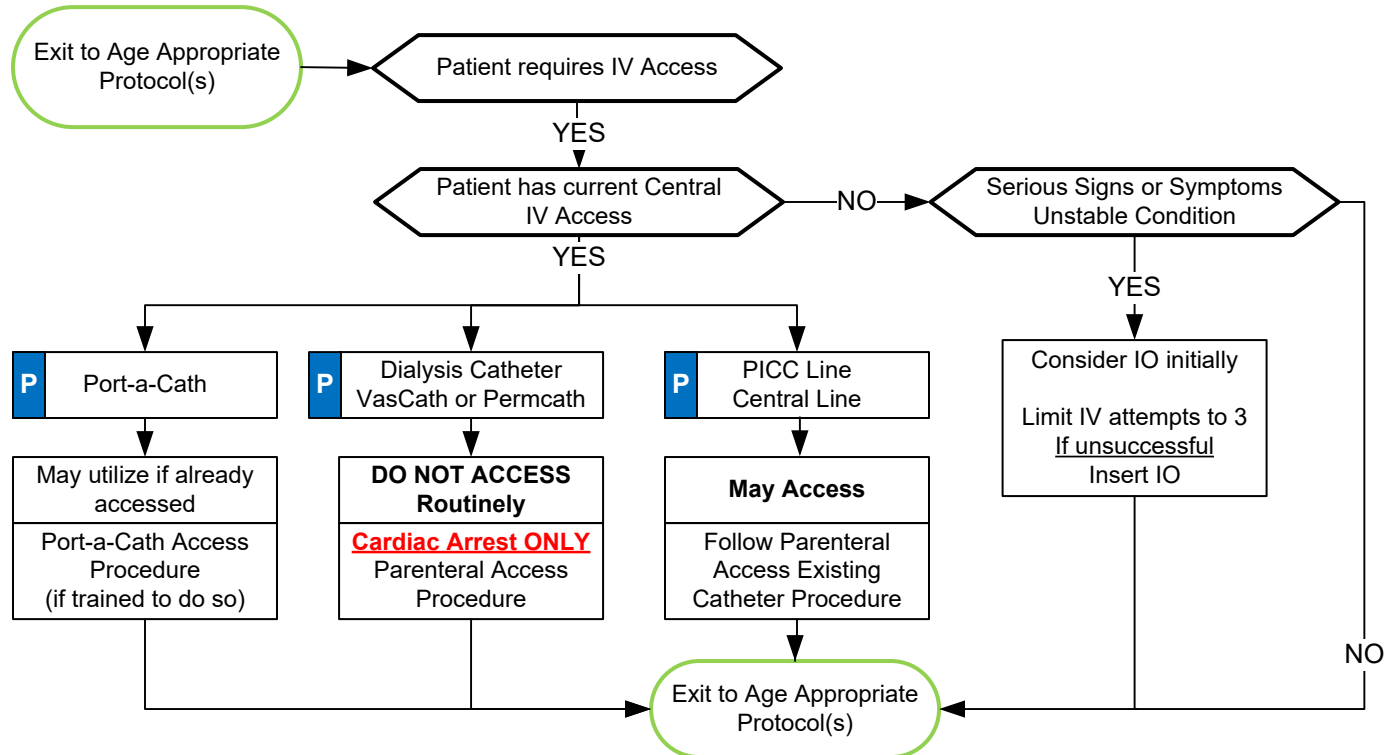 Exit to Age Appropriate
Protocol(s)
Patient requires IV Access
YES
Patient has current Central
IV Access
NO
Serious Signs or Symptoms
Unstable Condition
YES
YES
P
Port-a-Cath
P
Dialysis Catheter
VasCath or Permcath
P
PICC Line
Central Line
Consider IO initially
Limit IV attempts to 3
If unsuccessful
Insert IO
May utilize if already
accessed
Port-a-Cath Access
Procedure
(if trained to do so)
DO NOT ACCESS
Routinely
Cardiac Arrest ONLY
Parenteral Access
Procedure
May Access
Follow Parenteral
Access Existing
Catheter Procedure
NO
Exit to Age Appropriate
Protocol(s)